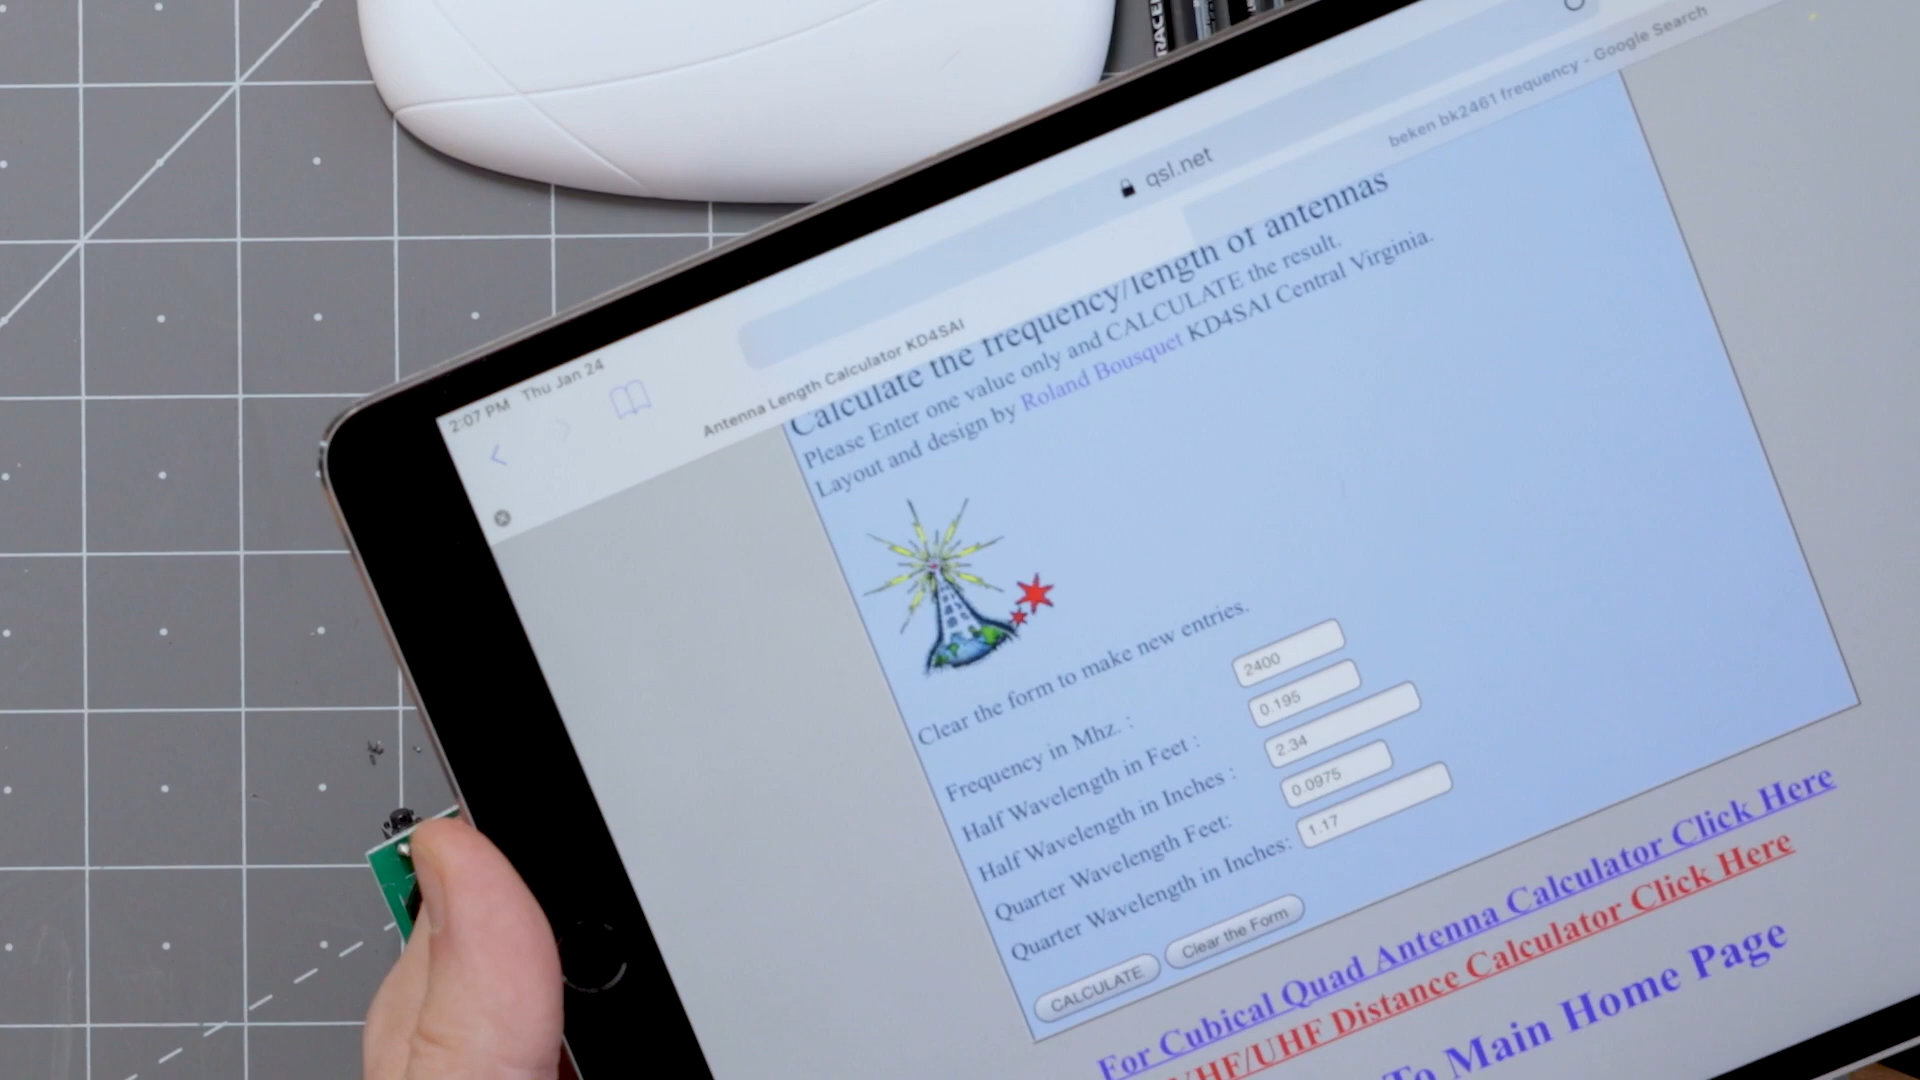 RACE
2:07 PM Thu Jan 24
qsl.net
Antenna Length Calculator KD4SAI
beken bk2461 frequency - Google Search
Calculate the frequency/length of antennas
Please Enter one value only and CALCULATE the result.
Layout and design by Roland Bousquet KD4SAI Central Virginia.
Clear the form to make new entries.
Frequency in Mhz. : 2400
Half Wavelength in Feet : 0.195
Half Wavelength in Inches : 2.34
Quarter Wavelength Feet: 0.0975
Quarter Wavelength in Inches: 1.17
CALCULATE Clear the Form
For Cubical Quad Antenna Calculator Click Here
VHF/UHF Distance Calculator Click Here
To Main Home Page